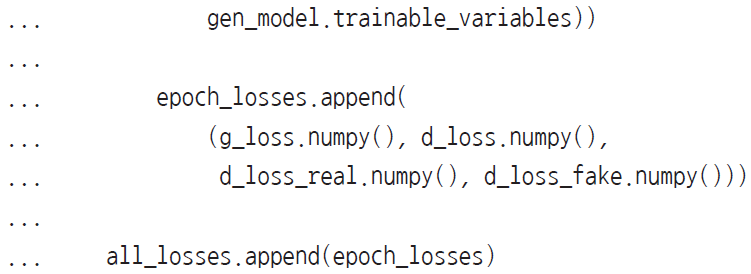 ...             gen_model.trainable_variables))
...
...         epoch_losses.append(
...             (g_loss.numpy(), d_loss.numpy(),
...              d_loss_real.numpy(), d_loss_fake.numpy()))
...
...     all_losses.append(epoch_losses)